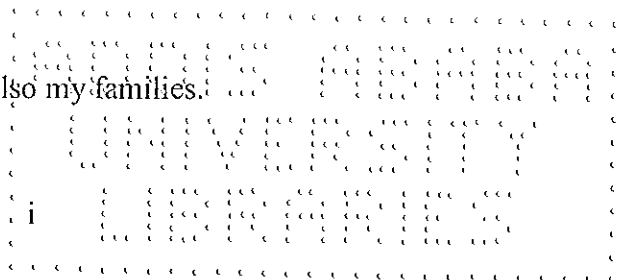 ADDIS ABABA
lso my families.
UNIVERSITY
i
LIBRARIES